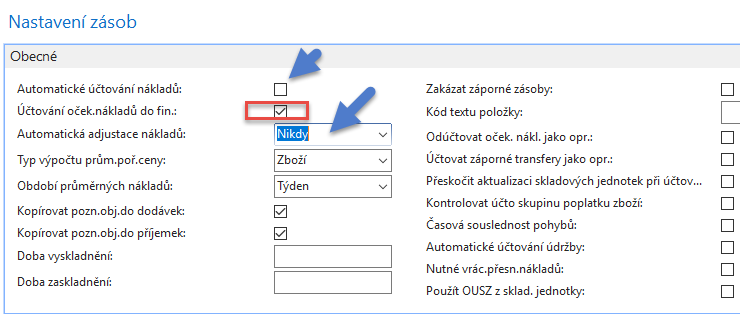 Nastavení zásob
Obecné
Automatické účtování nákladů:
Účtování oček.nákladů do fin.:
Automatická adjustace nákladů: Nikdy
Typ výpočtu prům.poř.ceny: Zboží
Období průměrných nákladů: Týden
Kopírovat pozn.obj.do dodávek:
Kopírovat pozn.obj.do příjemek:
Doba vyskladnění:
Doba zaskladnění:
Zakázat záporné zásoby:
Kód textu položky:
Odúčtovat oček. nákl. jako opr.:
Účtovat záporné transfery jako opr.:
Přeskočit aktualizaci skladových jednotek při účtov...
Kontrolovat účto skupinu poplatku zboží:
Časová souslednost pohybů:
Automatické účtování údržby:
Nutné vrác.přesn.nákladů:
Použít OUSZ z sklad. jednotky: